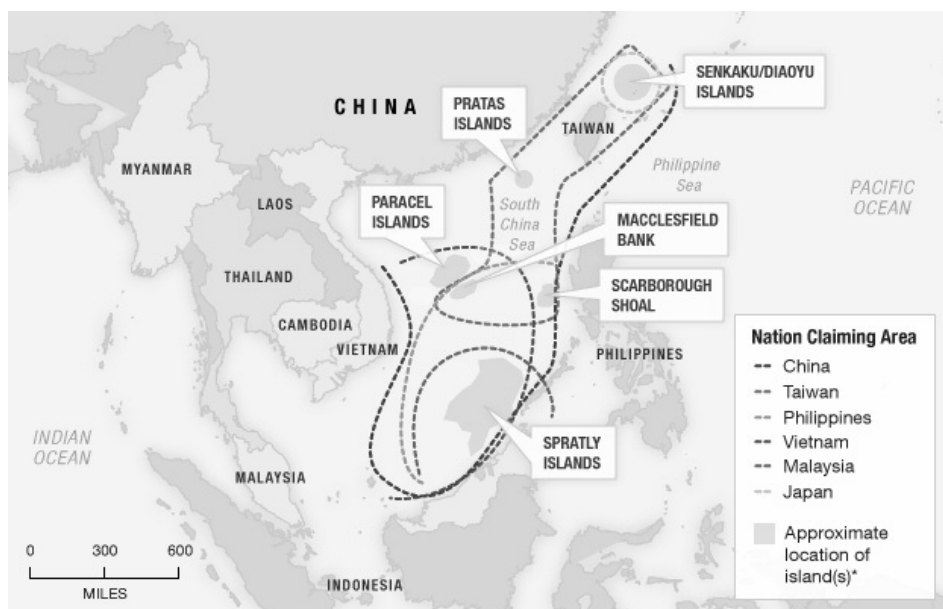 SENKAKU/DIAOYU
ISLANDS
CHINA
PRATAS
ISLANDS
TAIWAN
MYANMAR
Philippine
Sea
PACIFIC
OCEAN
LAOS
PARACEL
ISLANDS
South
China
Sea
MACCLESFIELD
BANK
THAILAND
SCARBOROUGH
SHOAL
CAMBODIA
VIETNAM
PHILIPPINES
Nation Claiming Area
China
Taiwan
Philippines
Vietnam
Malaysia
Japan
Approximate
location of
island(s)*
INDIAN
OCEAN
SPRATLY
ISLANDS
MALAYSIA
0 300 600
MILES
INDONESIA